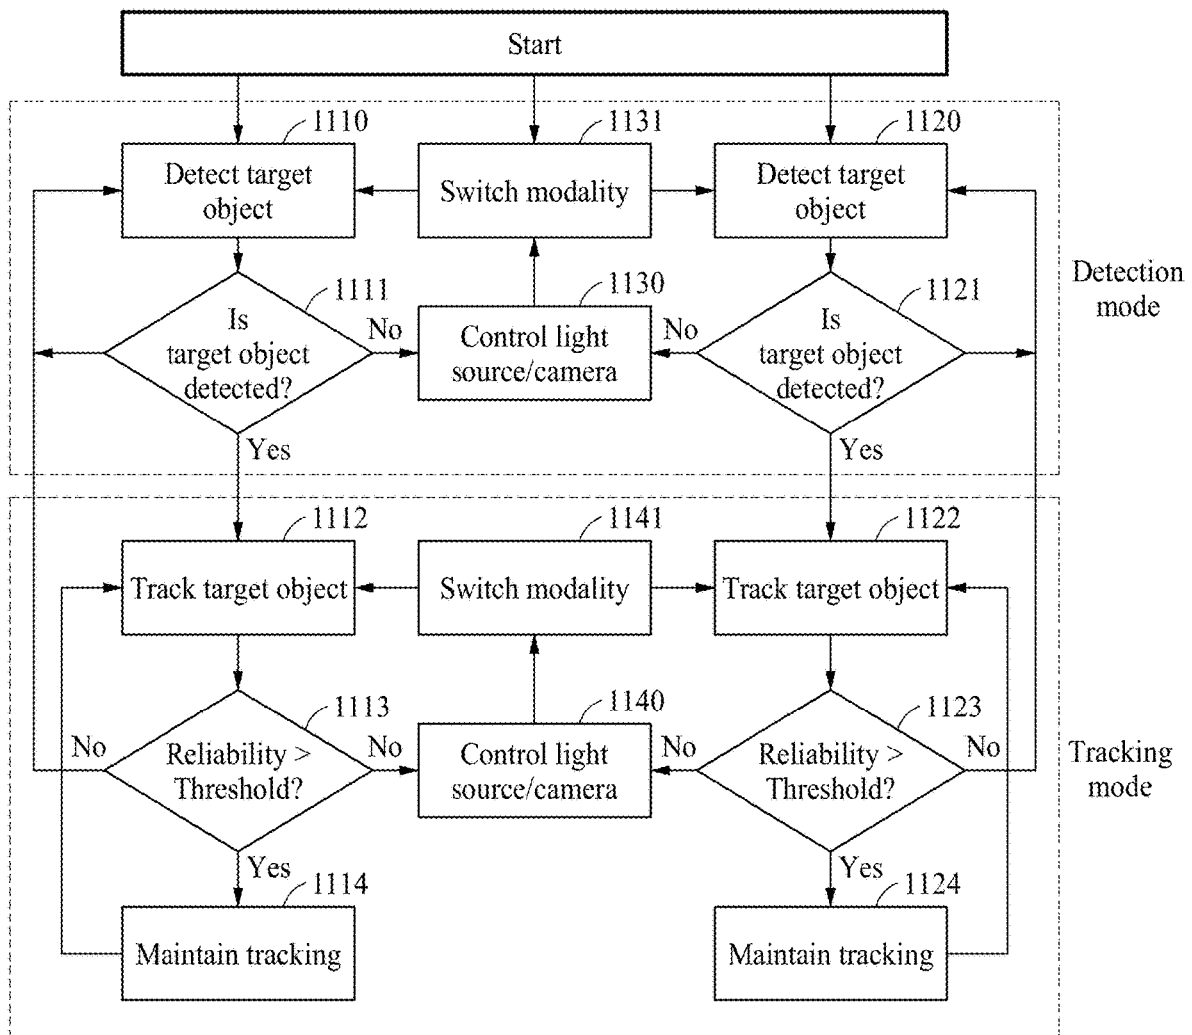 Start
1110
1131
1120
Detect target
object
Switch modality
Detect target
object
1111
1130
1121
Detection
mode
Is
target object
detected?
No
Control light
source/camera
No
Is
target object
detected?
Yes
Yes
1112
1141
1122
Track target object
Switch modality
Track target object
1113
1140
1123
No
Reliability >
Threshold?
No
Control light
source/camera
No
Reliability >
Threshold?
No
Tracking
mode
Yes
Yes
1114
1124
Maintain tracking
Maintain tracking